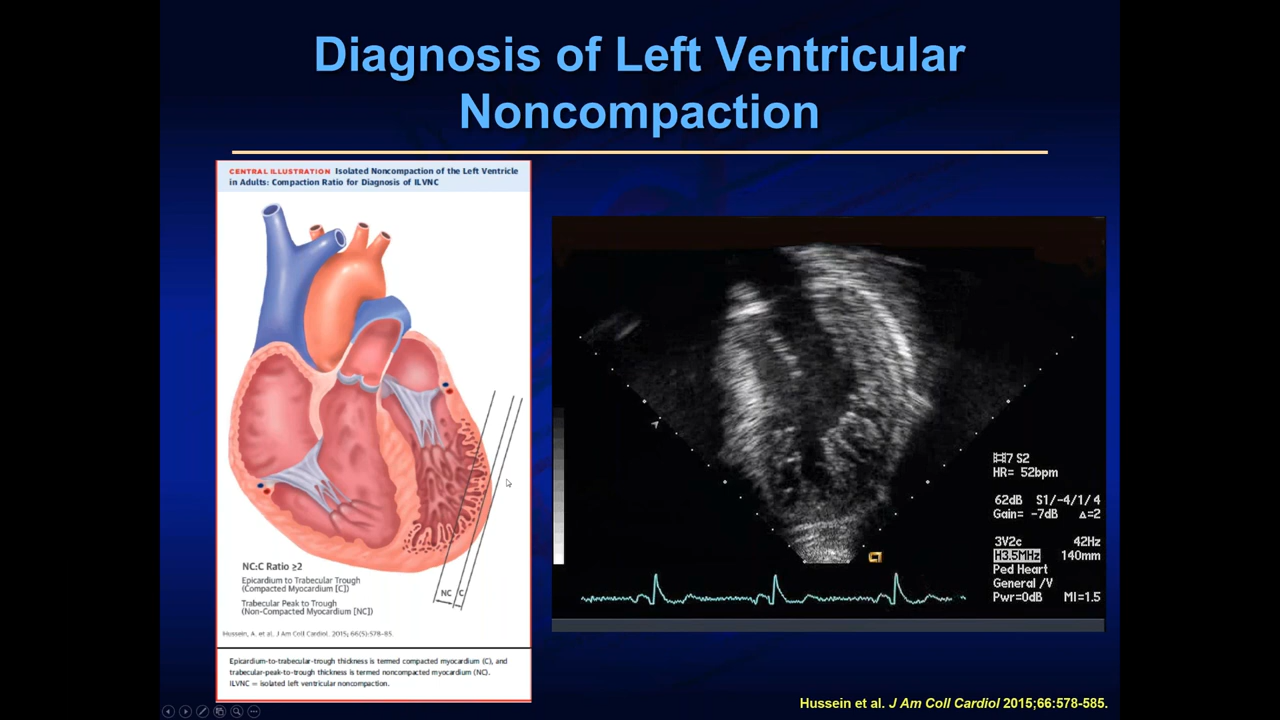 Diagnosis of Left Ventricular
Noncompaction
CENTRAL ILLUSTRATION Isolated Noncompaction of the Left Ventricle
in Adults: Compaction Ratio for Diagnosis of ILVNC
NC:C Ratio ≥2
Epicardium to Trabecular Trough
(Compacted Myocardium [C])
Trabecular Peak to Trough
(Non-Compacted Myocardium [NC])
NC C
Hussein, A. et al. J Am Coll Cardiol. 2015; 66(5):578–85.
Epicardium-to-trabecular-trough thickness is termed compacted myocardium (C), and
trabecular-peak-to-trough thickness is termed noncompacted myocardium (NC).
ILVNC = isolated left ventricular noncompaction.
7 S2
HR= 52bpm
62dB S1/-4/1/4
Gain= -7dB Δ=2
3V2c 42Hz
H3.5MHz 140mm
Ped Heart
General /V
Pwr=0dB MI=1.5
Hussein et al. J Am Coll Cardiol 2015;66:578-585.